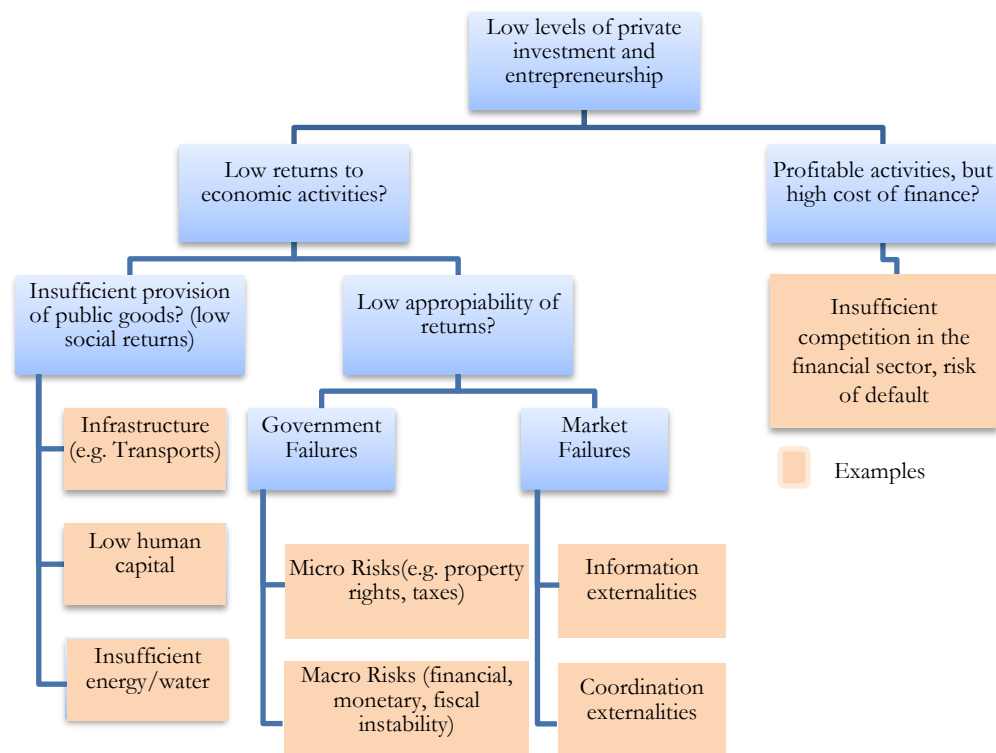 Low levels of private
investment and
entrepreneurship
Low returns to
economic activities?
Profitable activities, but
high cost of finance?
Insufficient provision
of public goods? (low
social returns)
Low appropiability of
returns?
Insufficient
competition in the
financial sector, risk
of default
Infrastructure
(e.g. Transports)
Government
Failures
Market
Failures
Examples
Low human
capital
Micro Risks(e.g. property
rights, taxes)
Information
externalities
Insufficient
energy/water
Macro Risks (financial,
monetary, fiscal
instability)
Coordination
externalities